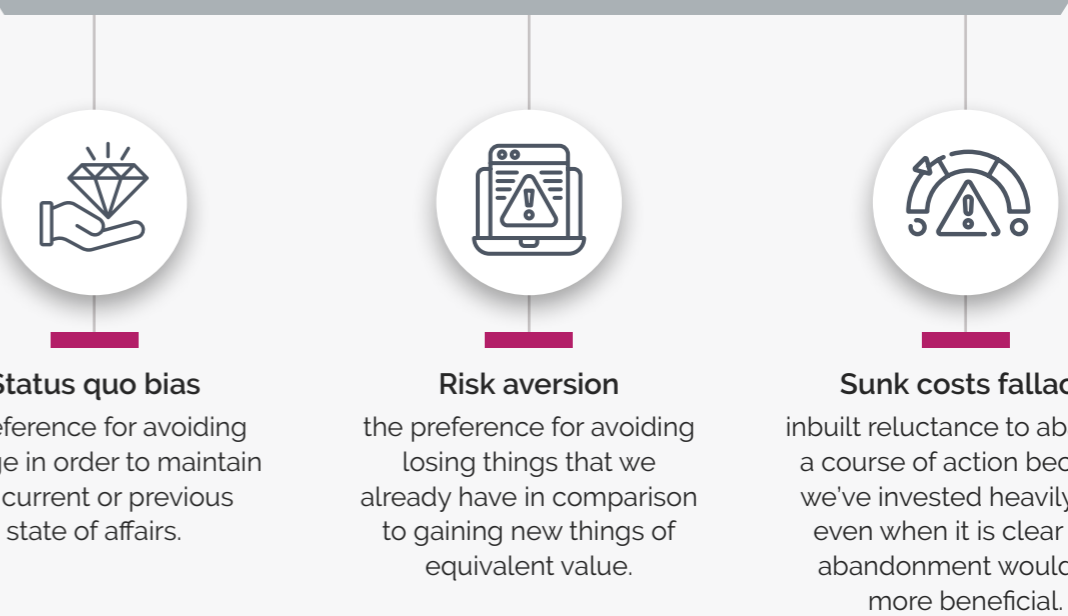 Status quo bias
eference for avoiding
ge in order to maintain
current or previous
state of affairs.
Risk aversion
the preference for avoiding
losing things that we
already have in comparison
to gaining new things of
equivalent value.
Sunk costs fallac
inbuilt reluctance to ab
a course of action bec
we've invested heavily
even when it is clear
abandonment would
more beneficial.